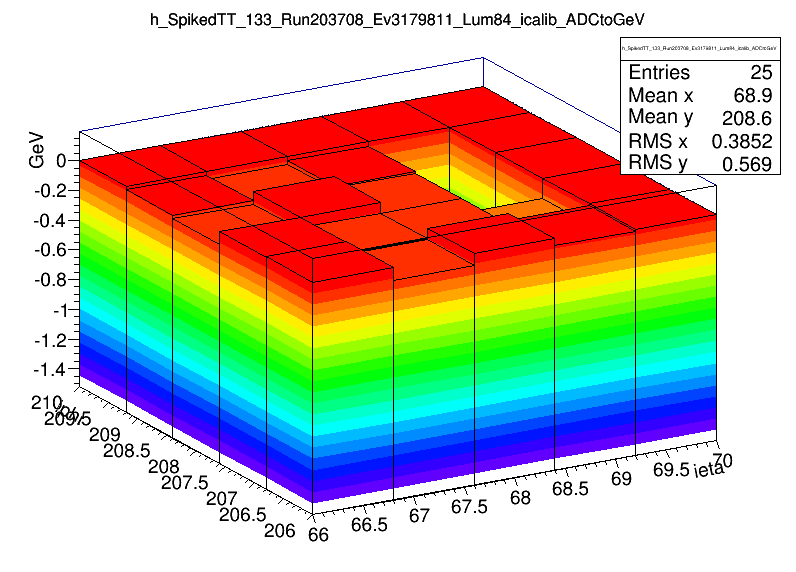 h_SpikedTT_133_Run203708_Ev3179811_Lum84_icalib_ADCtoGeV
h_SpikedTT_133_Run203708_Ev3179811_Lum84_icalib_ADCtoGeV
Entries 25
Mean x 68.9
Mean y 208.6
RMS x 0.3852
RMS y 0.569
GeV
0
-0.2
-0.4
-0.6
-0.8
-1
-1.2
-1.4
210
209.5
iphi
209
208.5
208
207.5
207
206.5
206
66
66.5
67
67.5
68
68.5
69
69.5
70
ieta